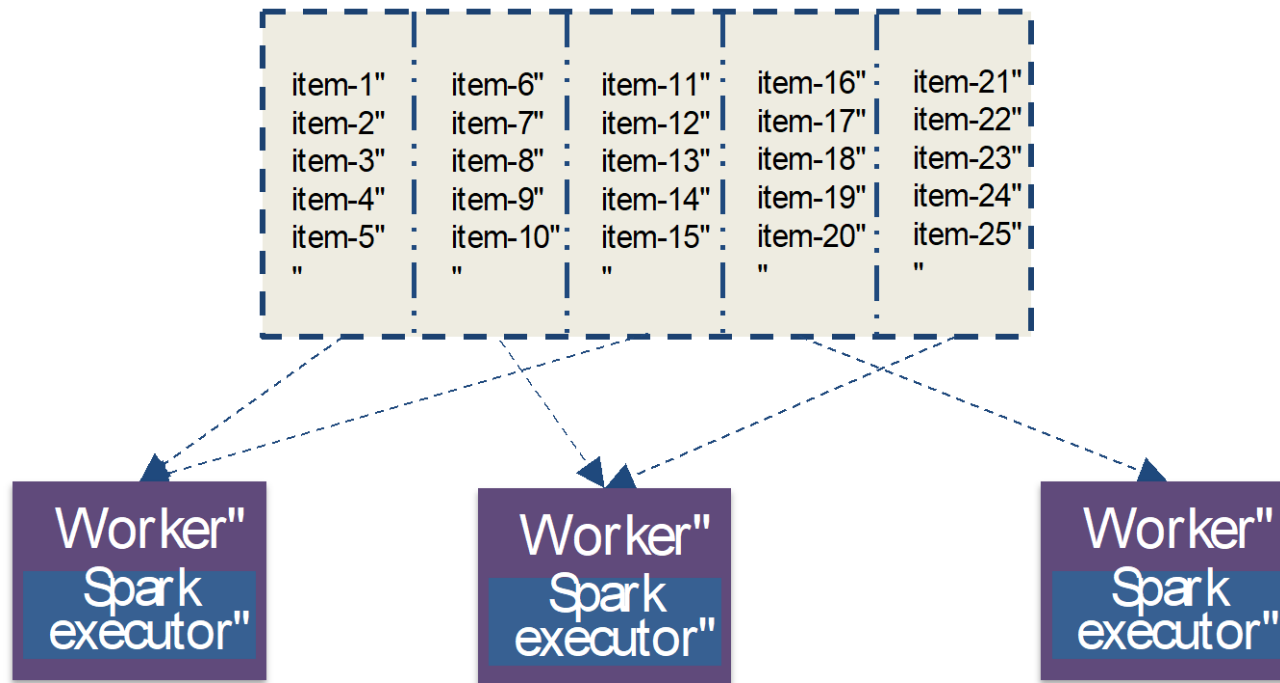 item-1"
item-2"
item-3"
item-4"
item-5"
"
item-6"
item-7"
item-8"
item-9"
item-10"
"
item-11"
item-12"
item-13"
item-14"
item-15"
"
item-16"
item-17"
item-18"
item-19"
item-20"
"
item-21"
item-22"
item-23"
item-24"
item-25"
"
Worker"
Spark
executor"
Worker"
Spark
executor"
Worker"
Spark
executor"